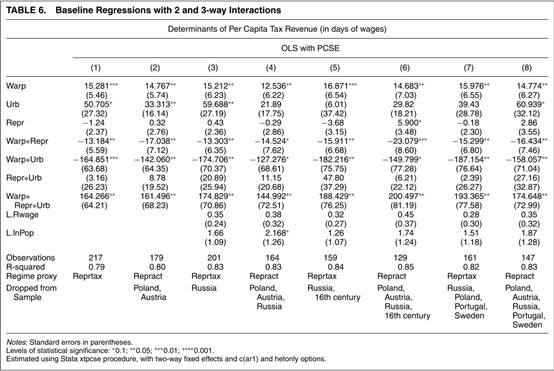 TABLE 6. Baseline Regressions with 2 and 3-way Interactions
Determinants of Per Capita Tax Revenue (in days of wages)
OLS with PCSE
(1) (2) (3) (4) (5) (6) (7) (8)
Warp 15.281*** 14.767** 15.212** 12.536** 16.871*** 14.683** 15.976** 14.774**
(5.46) (5.74) (6.23) (6.22) (6.54) (7.03) (6.55) (6.27)
Urb 50.705* 33.313** 59.688** 21.89 (6.01) 29.82 39.43 60.939*
(27.32) (16.14) (27.19) (17.75) (37.42) (18.21) (28.78) (32.12)
Repr −1.24 0.32 0.43 −0.29 −3.68 5.900* −0.18 2.86
(2.37) (2.76) (2.36) (2.86) (3.15) (3.48) (2.30) (3.55)
Warp*Repr −13.184** −17.038** −13.303** −14.524* −15.911** −23.079*** −15.299** −16.434**
(5.59) (7.12) (6.35) (7.62) (6.68) (8.60) (6.80) (7.46)
Warp*Urb −164.851*** −142.060** −174.706** −127.276* −182.216** −149.799* −187.154** −158.057**
(63.68) (64.35) (70.37) (68.61) (75.75) (77.28) (76.64) (71.04)
Repr*Urb (3.16) 8.78 (20.89) 11.15 47.80 (6.21) (2.39) (27.16)
(26.23) (19.52) (25.94) (20.68) (37.29) (22.12) (26.27) (32.87)
Warp* 164.266** 161.496** 174.829** 144.992** 188.429** 200.497** 193.365** 174.648**
Repr*Urb (64.21) (68.23) (70.86) (72.51) (76.25) (81.19) (77.58) (72.99)
L.Rwage 0.35 0.38 0.32 0.45 0.28 0.35
(0.24) (0.32) (0.27) (0.37) (0.30) (0.32)
L.lnPop 1.66 2.168* 1.26 1.74 1.51 1.87
(1.09) (1.26) (1.07) (1.24) (1.18) (1.28)
Observations 217 179 201 164 159 129 161 147
R-squared 0.79 0.80 0.83 0.83 0.84 0.85 0.82 0.83
Regime proxy Reprtax Repract Reprtax Repract Reprtax Repract Reprtax Repract
Dropped from Poland, Russia Poland, Russia, Poland, Russia, Poland,
Sample Austria Austria, 16th century Austria, Poland, Austria,
Russia Russia, Portugal, Russia,
16th century Sweden Portugal,
Sweden
Notes: Standard errors in parentheses.
Levels of statistical significance: *0.1; **0.05; ***0.01; ****0.001.
Estimated using Stata xtpcse procedure, with two-way fixed effects and c(ar1) and hetonly options.